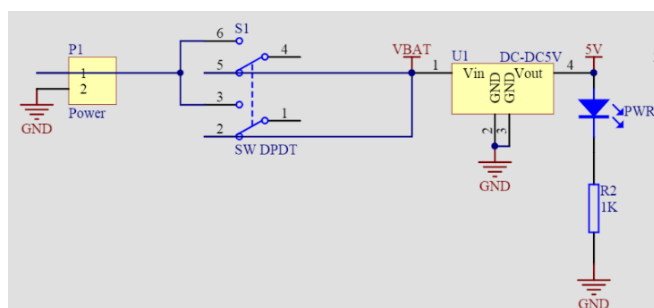 P1
1
2
Power
GND
S1
6
4
5
3
1
2
SW DPDT
VBAT
U1
DC-DC5V
1
Vin
Vout
4
GND
GND
2
3
GND
5V
PWR
R2
1K
GND